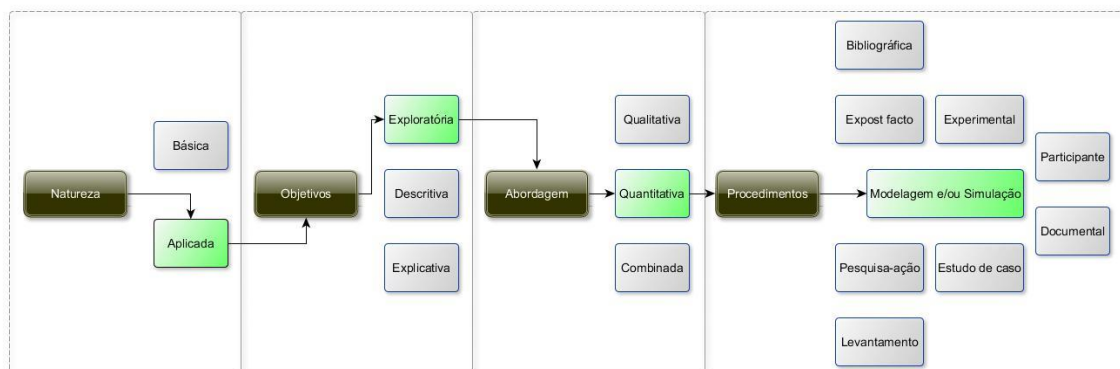 Natureza
Básica
Aplicada
Objetivos
Exploratória
Descritiva
Explicativa
Abordagem
Qualitativa
Quantitativa
Combinada
Procedimentos
Bibliográfica
Expost facto
Experimental
Participante
Modelagem e/ou Simulação
Documental
Pesquisa-ação
Estudo de caso
Levantamento